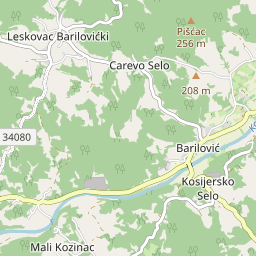 Leskovac Barilovićki
Pišćac
256 m
Carevo Selo
208 m
34080
Barilović
Kosijersko
Selo
Mali Kozinac